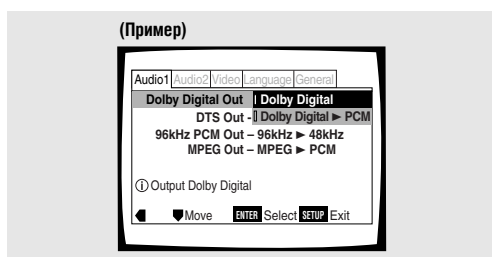 (Пример)
Audio1 Audio2 Video Language General
Dolby Digital Out Dolby Digital
DTS Out - Dolby Digital ► PCM
96kHz PCM Out – 96kHz ► 48kHz
MPEG Out – MPEG ► PCM
ⓘ Output Dolby Digital
Move ENTER Select SETUP Exit